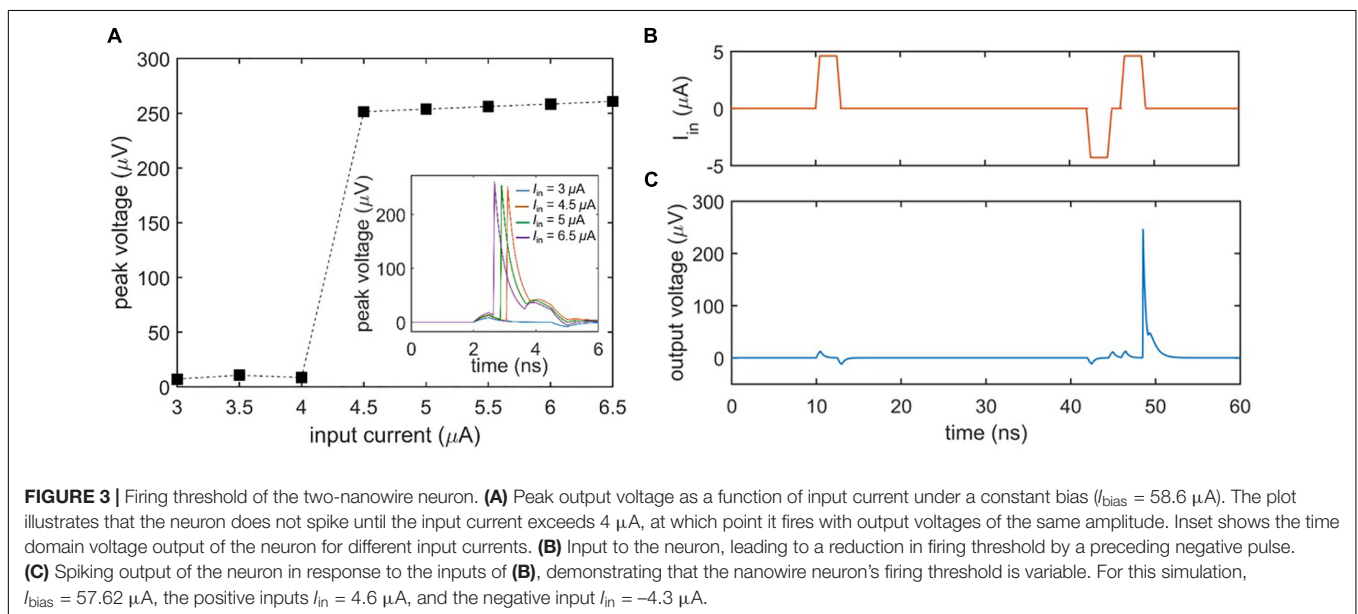 A
300
250
200
150
100
50
0
peak voltage (μV)
3 3.5 4 4.5 5 5.5 6 6.5
input current (μA)
peak voltage (μV)
200
100
0
0 2 4 6
time (ns)
I_in = 3 μA
I_in = 4.5 μA
I_in = 5 μA
I_in = 6.5 μA
B
5
0
-5
I_in (μA)
C
300
200
100
0
output voltage (μV)
0 10 20 30 40 50 60
time (ns)
FIGURE 3 | Firing threshold of the two-nanowire neuron. (A) Peak output voltage as a function of input current under a constant bias (I_bias = 58.6 μA). The plot
illustrates that the neuron does not spike until the input current exceeds 4 μA, at which point it fires with output voltages of the same amplitude. Inset shows the time
domain voltage output of the neuron for different input currents. (B) Input to the neuron, leading to a reduction in firing threshold by a preceding negative pulse.
(C) Spiking output of the neuron in response to the inputs of (B), demonstrating that the nanowire neuron's firing threshold is variable. For this simulation,
I_bias = 57.62 μA, the positive inputs I_in = 4.6 μA, and the negative input I_in = –4.3 μA.